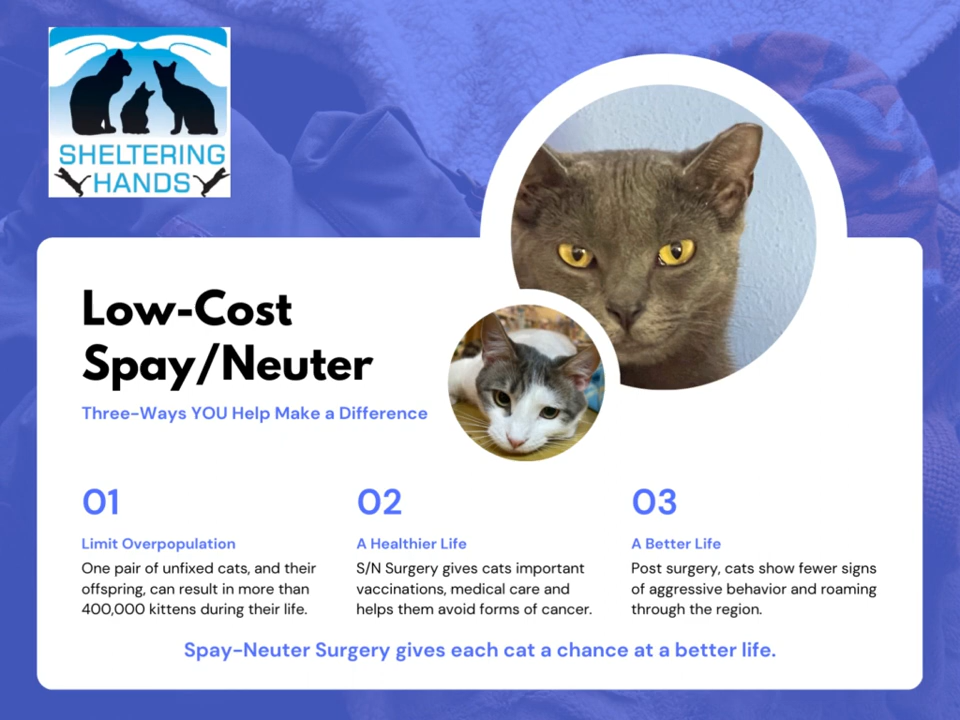 SHELTERING
HANDS
Low-Cost
Spay/Neuter
Three-Ways YOU Help Make a Difference
01
Limit Overpopulation
One pair of unfixed cats, and their
offspring, can result in more than
400,000 kittens during their life.
02
A Healthier Life
S/N Surgery gives cats important
vaccinations, medical care and
helps them avoid forms of cancer.
03
A Better Life
Post surgery, cats show fewer signs
of aggressive behavior and roaming
through the region.
Spay-Neuter Surgery gives each cat a chance at a better life.